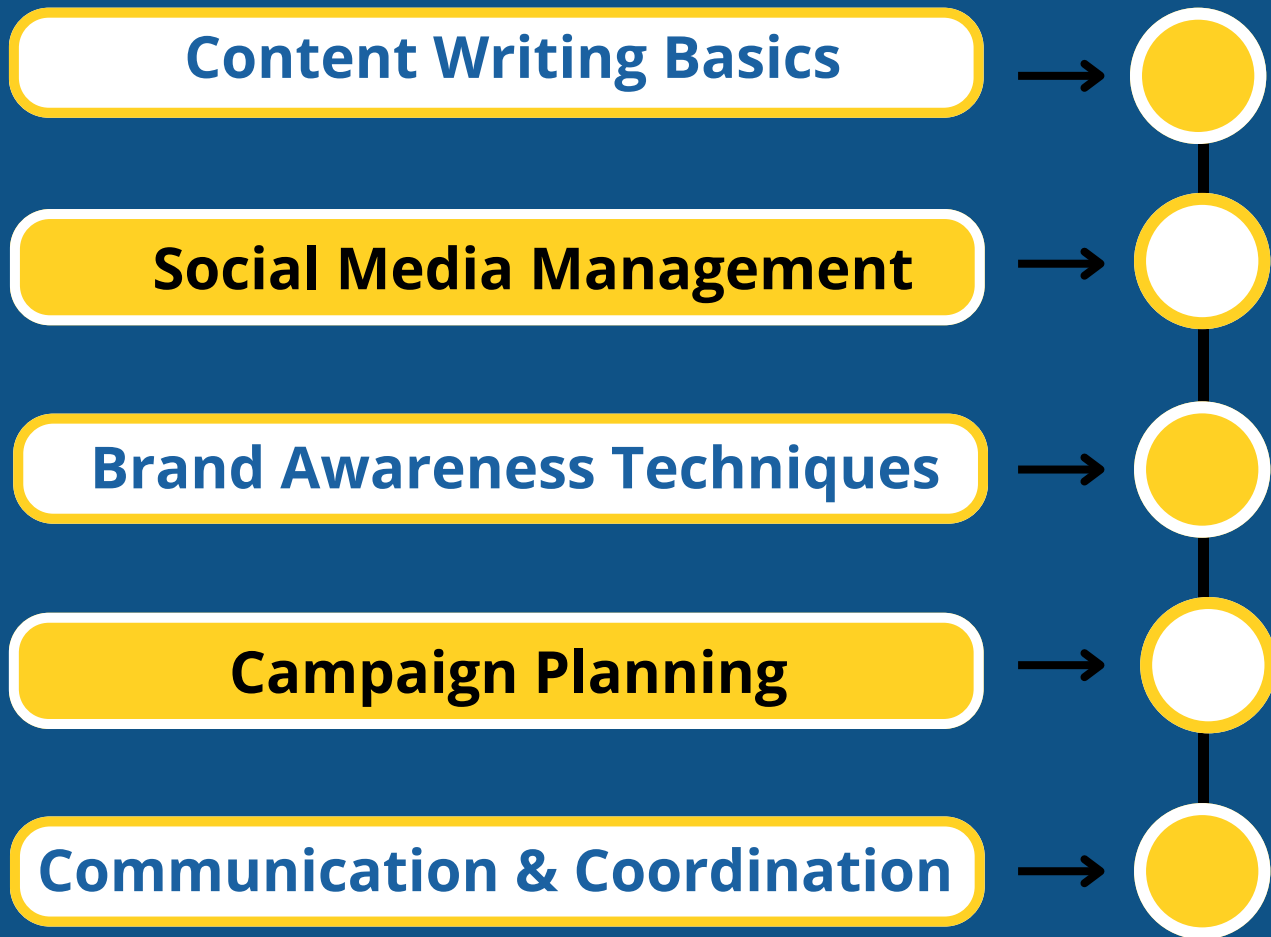 Content Writing Basics
Social Media Management
Brand Awareness Techniques
Campaign Planning
Communication & Coordination